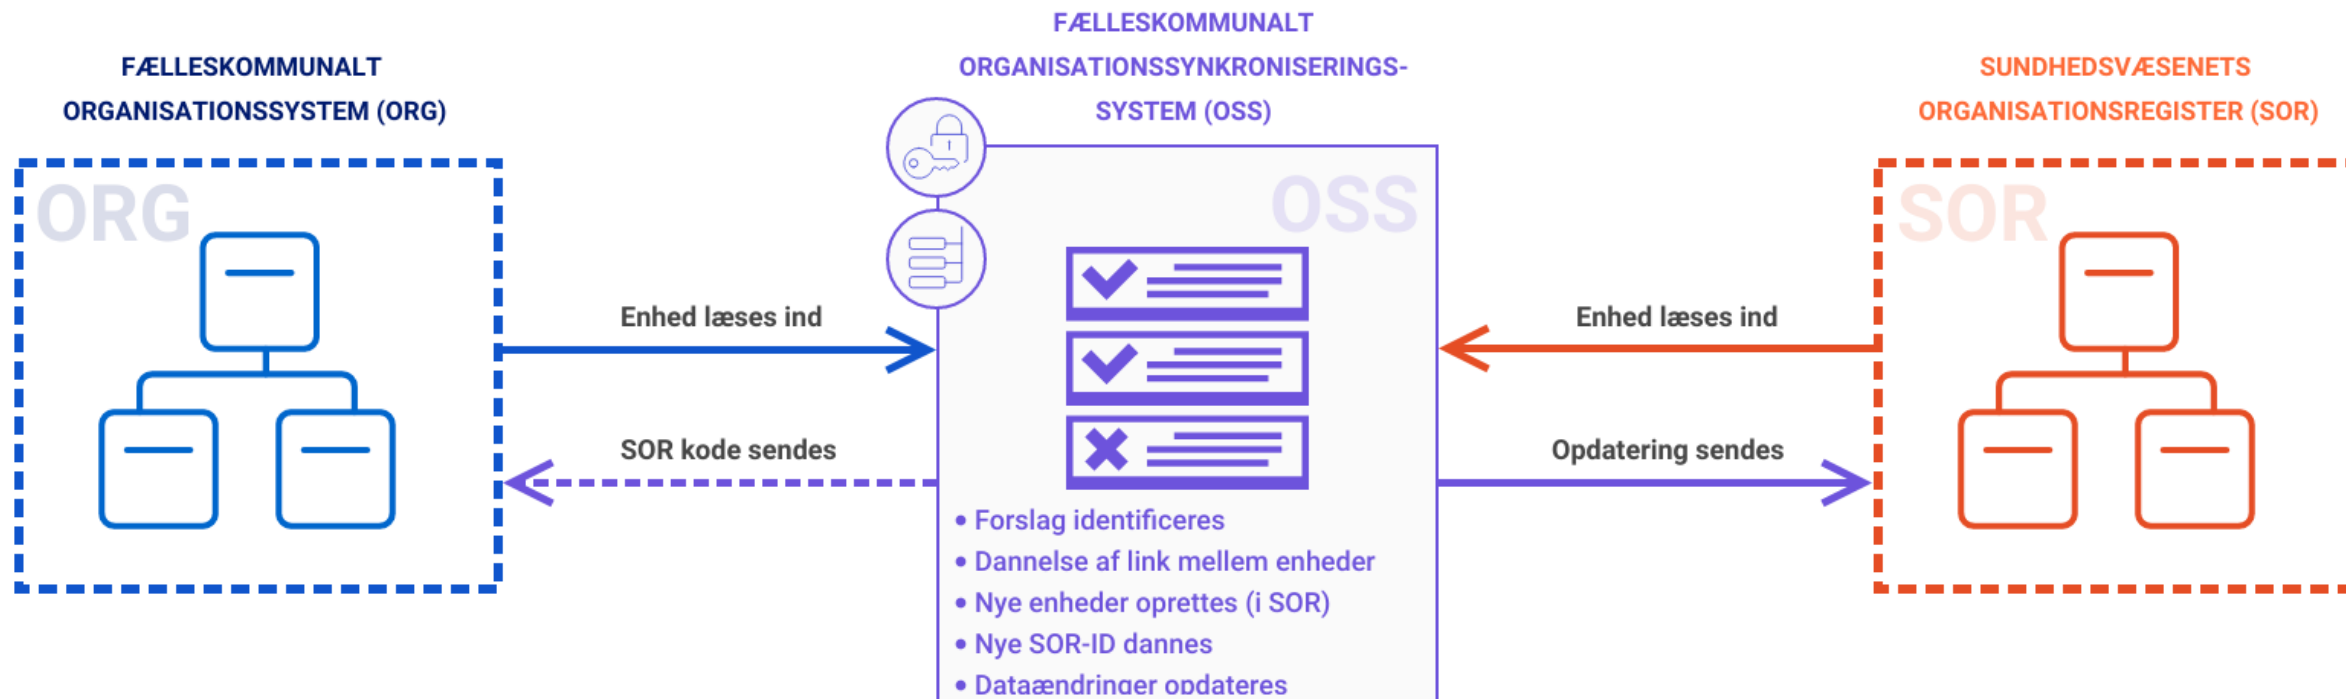 FÆLLESKOMMUNALT
ORGANISATIONSSYSTEM (ORG)
ORG
Enhed læses ind
SOR kode sendes
FÆLLESKOMMUNALT
ORGANISATIONSSYNKRONISERINGS-
SYSTEM (OSS)
OSS
• Forslag identificeres
• Dannelse af link mellem enheder
• Nye enheder oprettes (i SOR)
• Nye SOR-ID dannes
• Dataændringer opdateres
Enhed læses ind
Opdatering sendes
SUNDHEDSVÆSENETS
ORGANISATIONSREGISTER (SOR)
SOR